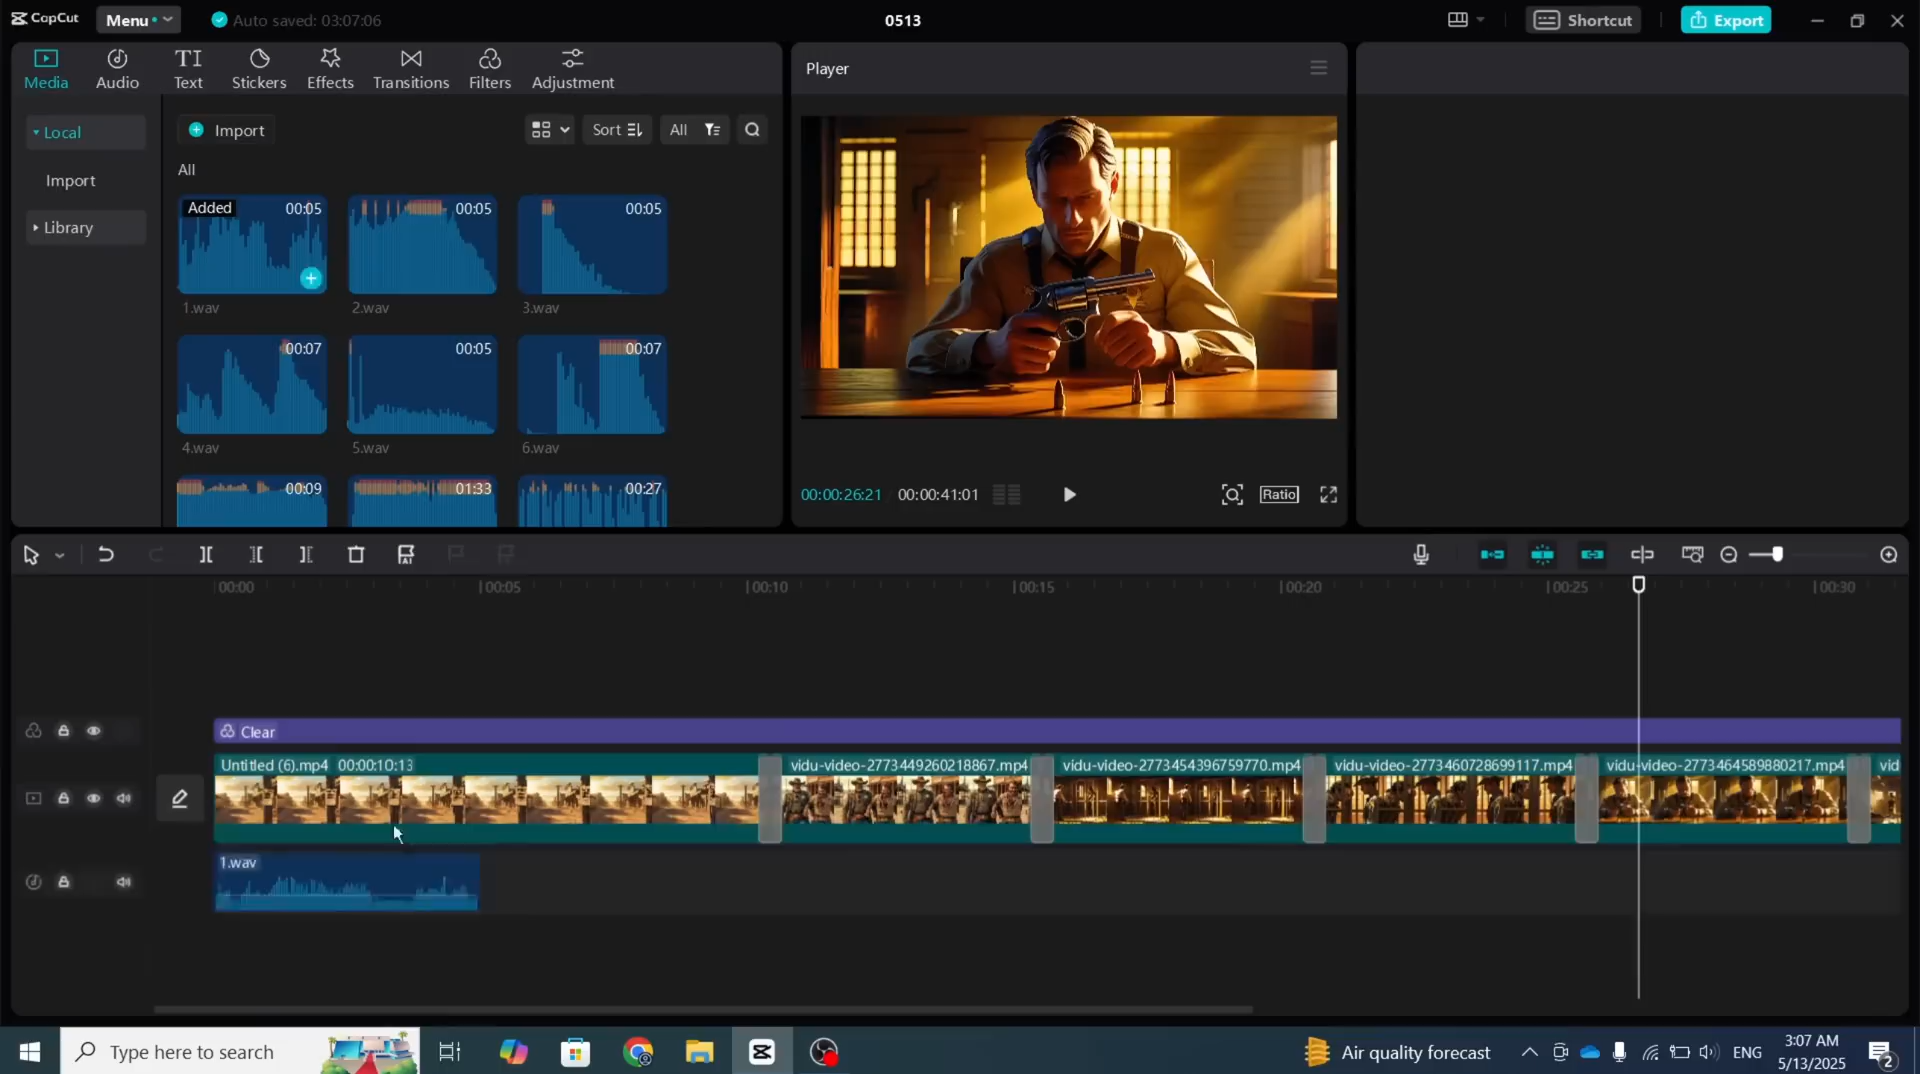 CapCut
Menu
Auto saved: 03:07:06
0513
Shortcut
Export
Media
Audio
Text
Stickers
Effects
Transitions
Filters
Adjustment
Player
Local
Import
Sort
All
Import
Library
All
Added
00:05
00:05
00:05
1.wav
2.wav
3.wav
00:07
00:05
00:07
4.wav
5.wav
6.wav
00:09
01:33
00:27
00:00:26:21
00:00:41:01
Ratio
00:00
00:05
00:10
00:15
00:20
00:25
00:30
Clear
Untitled (6).mp4 00:00:10:13
vidu-video-2773449260218867.mp4
vidu-video-2773454396759770.mp4
vidu-video-2773460728699117.mp4
vidu-video-2773464589880217.mp4
vid
1.wav
Type here to search
Air quality forecast
ENG
3:07 AM
5/13/2025
2